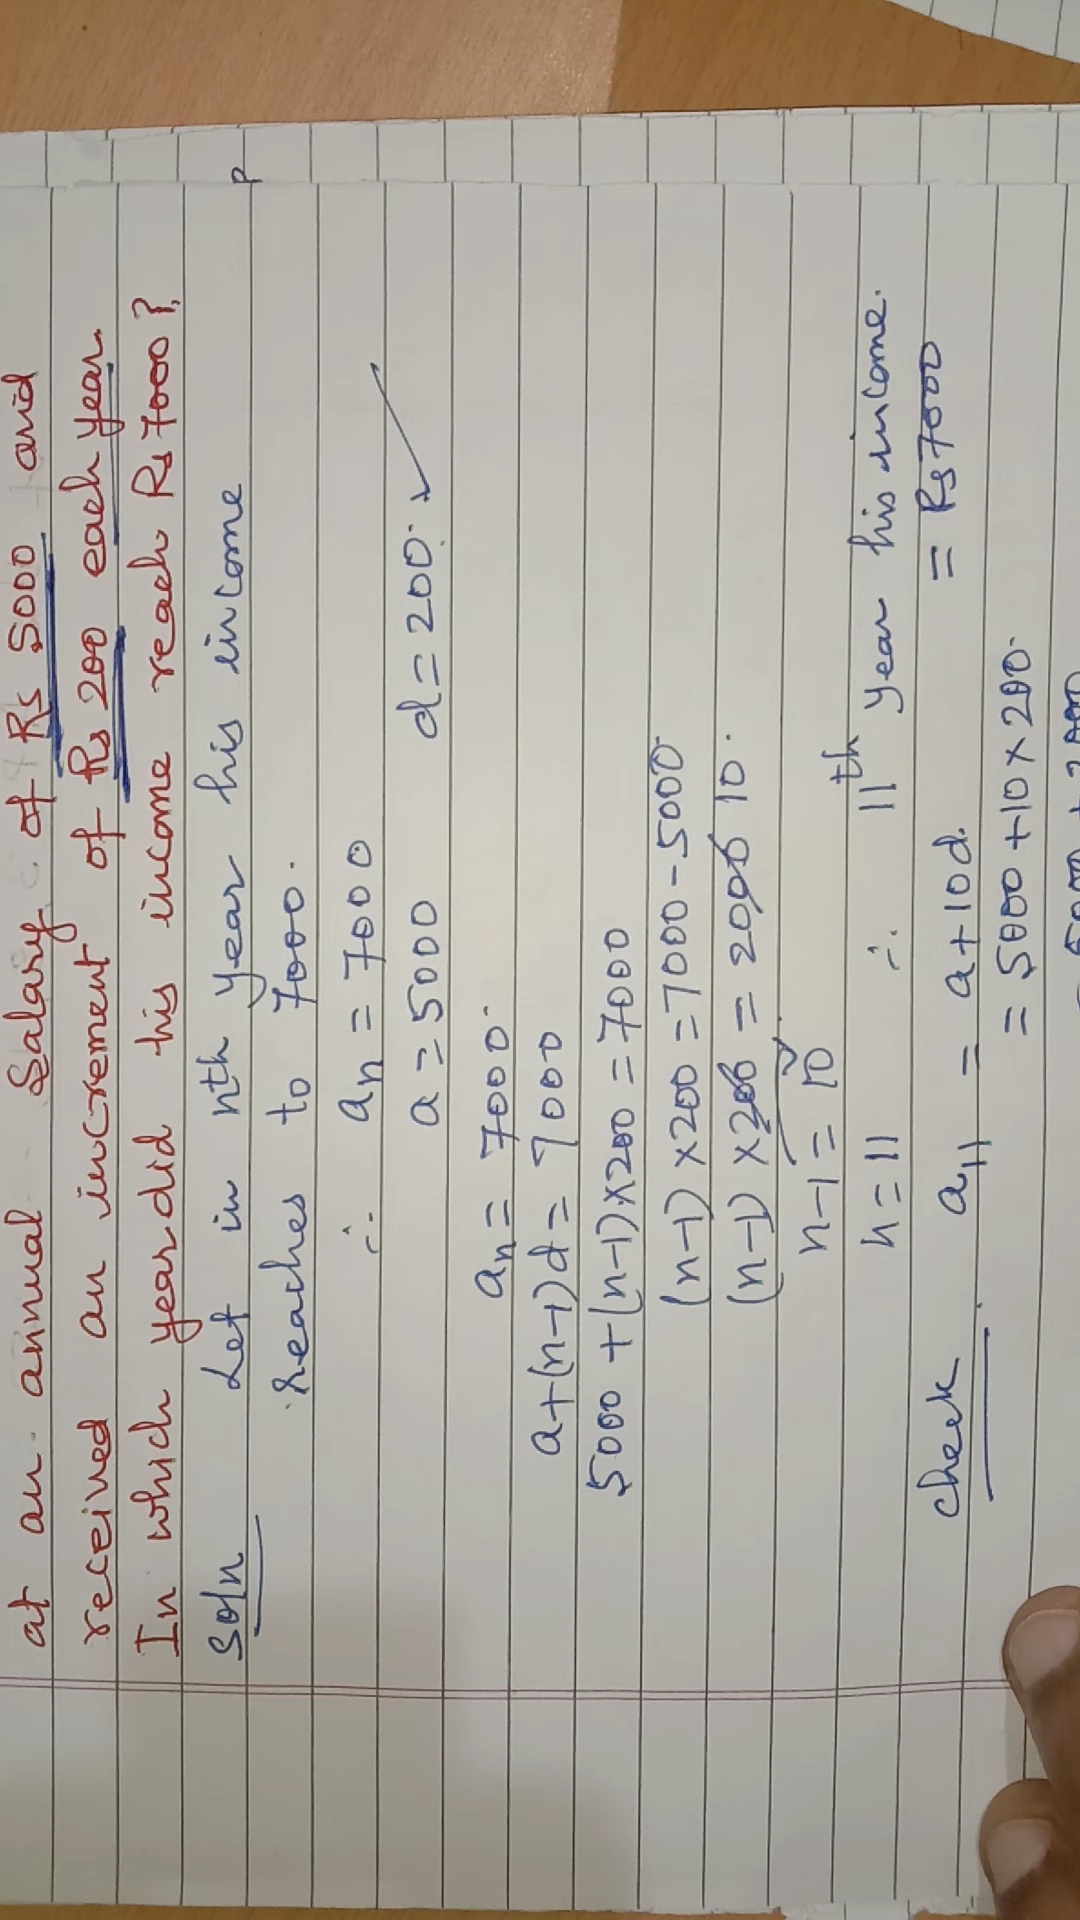 at an annual Salary of Rs 5000 and
received an increment of Rs 200 each year.
In which year did his income reach Rs 7000?
Soln Let in nth year his income
reaches to 7000.
∴ an = 7000
a = 5000 d = 200.
an = 7000.
a+(n-1)d = 7000
5000 + (n-1)×200 = 7000
(n-1)×200 = 7000-5000
(n-1)×200 = 2000 10.
n-1 = 10
n = 11 ∴ 11th year his income.
= Rs 7000
check a11 = a+10d.
= 5000+10×200.